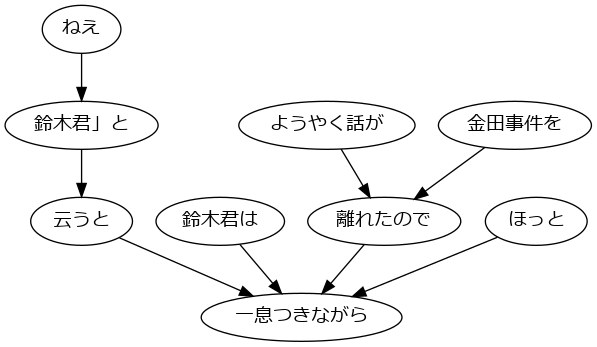 ねえ
鈴木君」と
ようやく話が
金田事件を
云うと
鈴木君は
離れたので
ほっと
一息つきながら